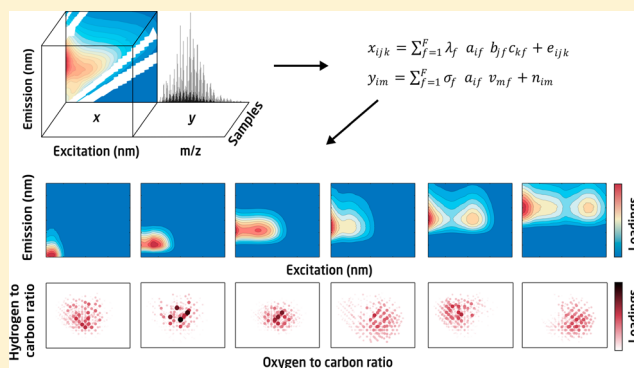 Emission (nm)
x
y
Samples
Excitation (nm)
m/z
x_{ijk} = ∑_{f=1}^{F} λ_f a_{if} b_{jf} c_{kf} + e_{ijk}
y_{im} = ∑_{f=1}^{F} σ_f a_{if} v_{mf} + n_{im}
Emission (nm)
Loadings
Excitation (nm)
Hydrogen to
carbon ratio
Loadings
Oxygen to carbon ratio